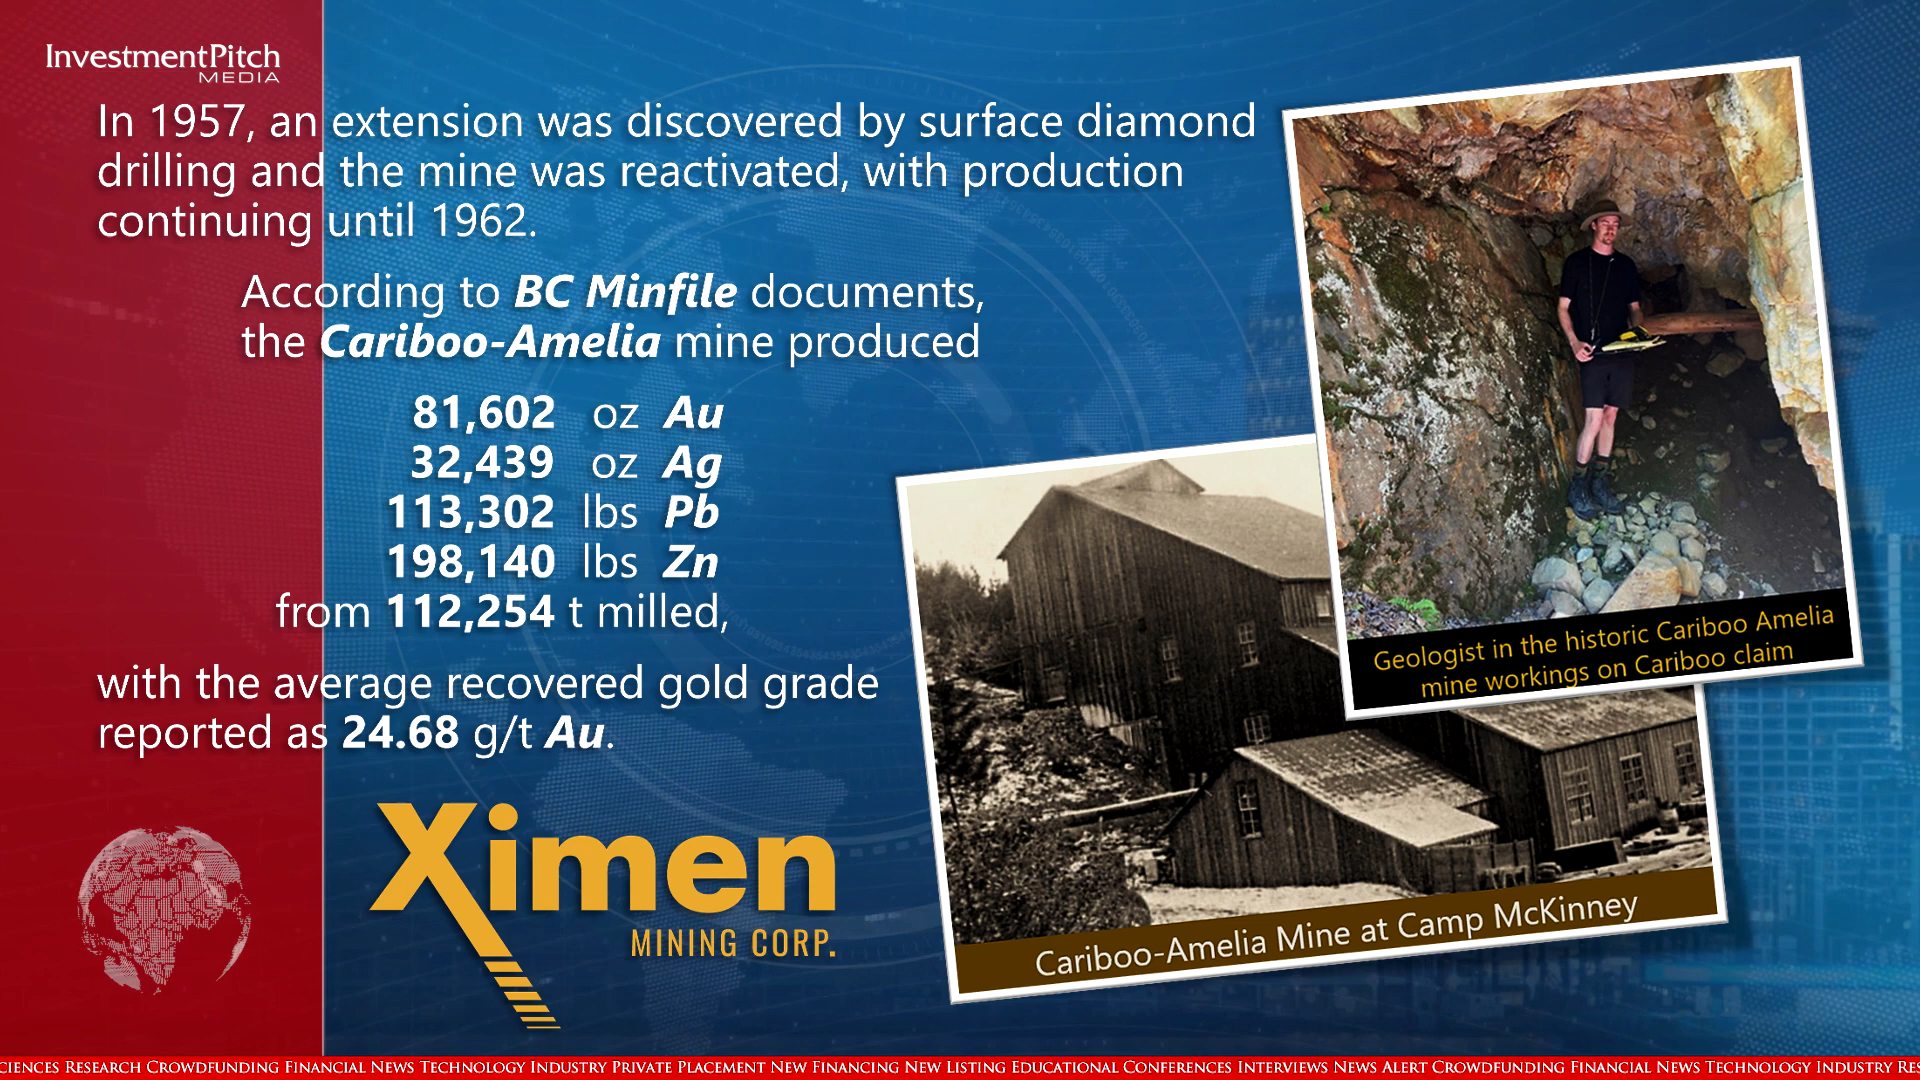 InvestmentPitch
MEDIA
In 1957, an extension was discovered by surface diamond
drilling and the mine was reactivated, with production
continuing until 1962.
According to BC Minfile documents,
the Cariboo-Amelia mine produced
81,602 oz Au
32,439 oz Ag
113,302 lbs Pb
198,140 lbs Zn
from 112,254 t milled,
with the average recovered gold grade
reported as 24.68 g/t Au.
Ximen
MINING CORP.
Geologist in the historic Cariboo Amelia
mine workings on Cariboo claim
Cariboo-Amelia Mine at Camp McKinney
CIENCES RESEARCH CROWDFUNDING FINANCIAL NEWS TECHNOLOGY INDUSTRY PRIVATE PLACEMENT NEW FINANCING NEW LISTING EDUCATIONAL CONFERENCES INTERVIEWS NEWS ALERT CROWDFUNDING FINANCIAL NEWS TECHNOLOGY INDUSTRY RES